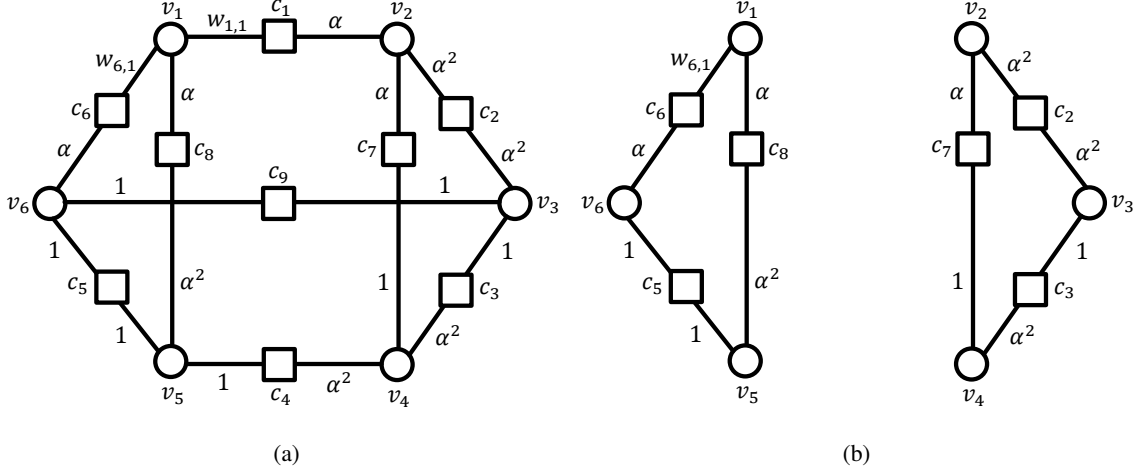 v₁ w₁,₁ c₁ α v₂
w₆,₁ α α α²
c₆ c₈ c₇ c₂
α α²
v₆ 1 c₉ 1 v₃
1 α² 1 1
c₅ c₃
1 α²
v₅ 1 c₄ α² v₄
(a)
v₁ v₂
w₆,₁ α α α²
c₆ c₈ c₇ c₂
α α²
v₆ v₃
1 α² 1 1
c₅ c₃
1 α²
v₅ v₄
(b)